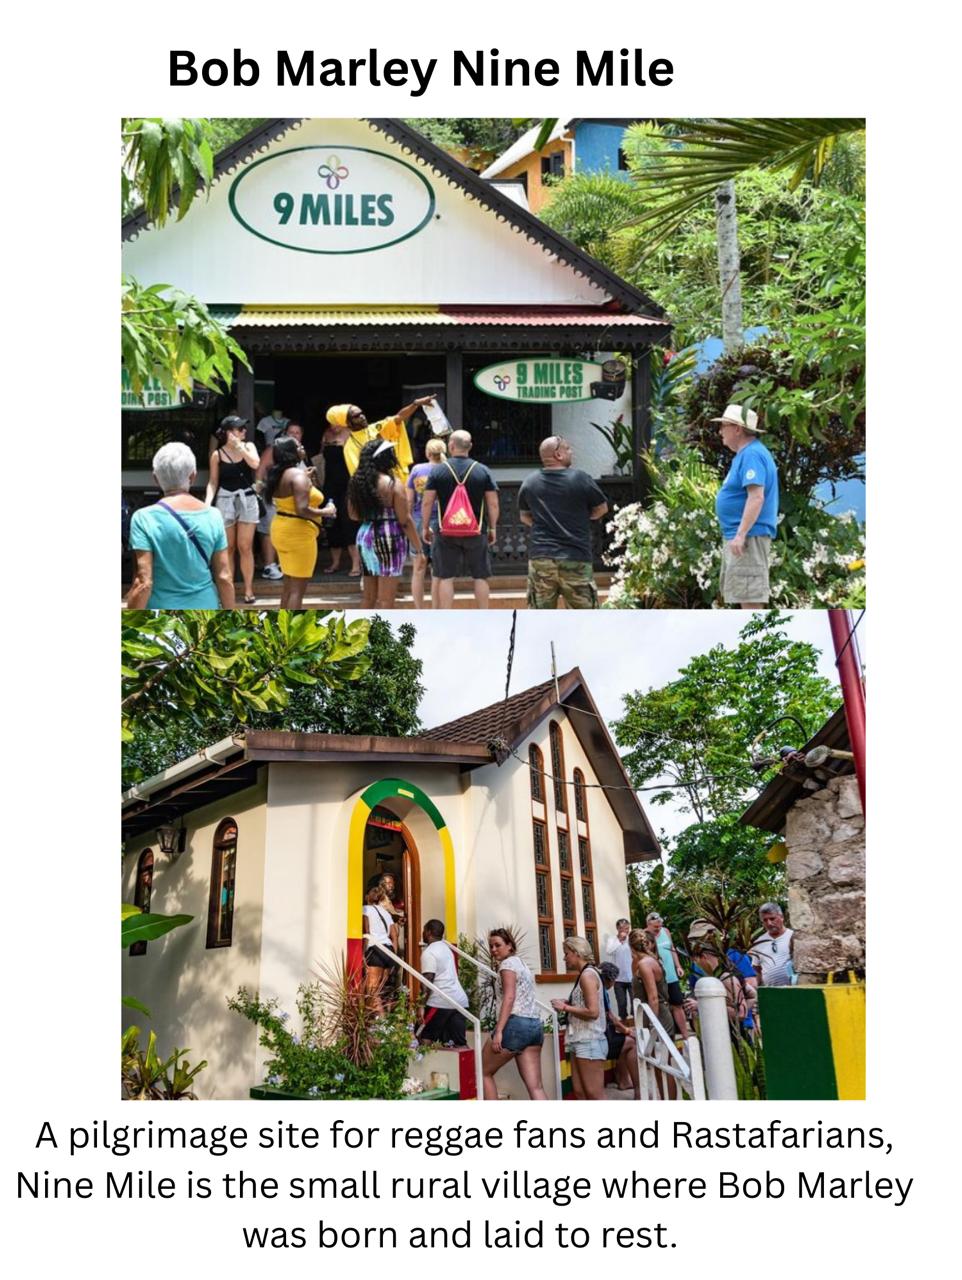 Bob Marley Nine Mile
9 MILES
9 MILES
TRADING POST
A pilgrimage site for reggae fans and Rastafarians,
Nine Mile is the small rural village where Bob Marley
was born and laid to rest.